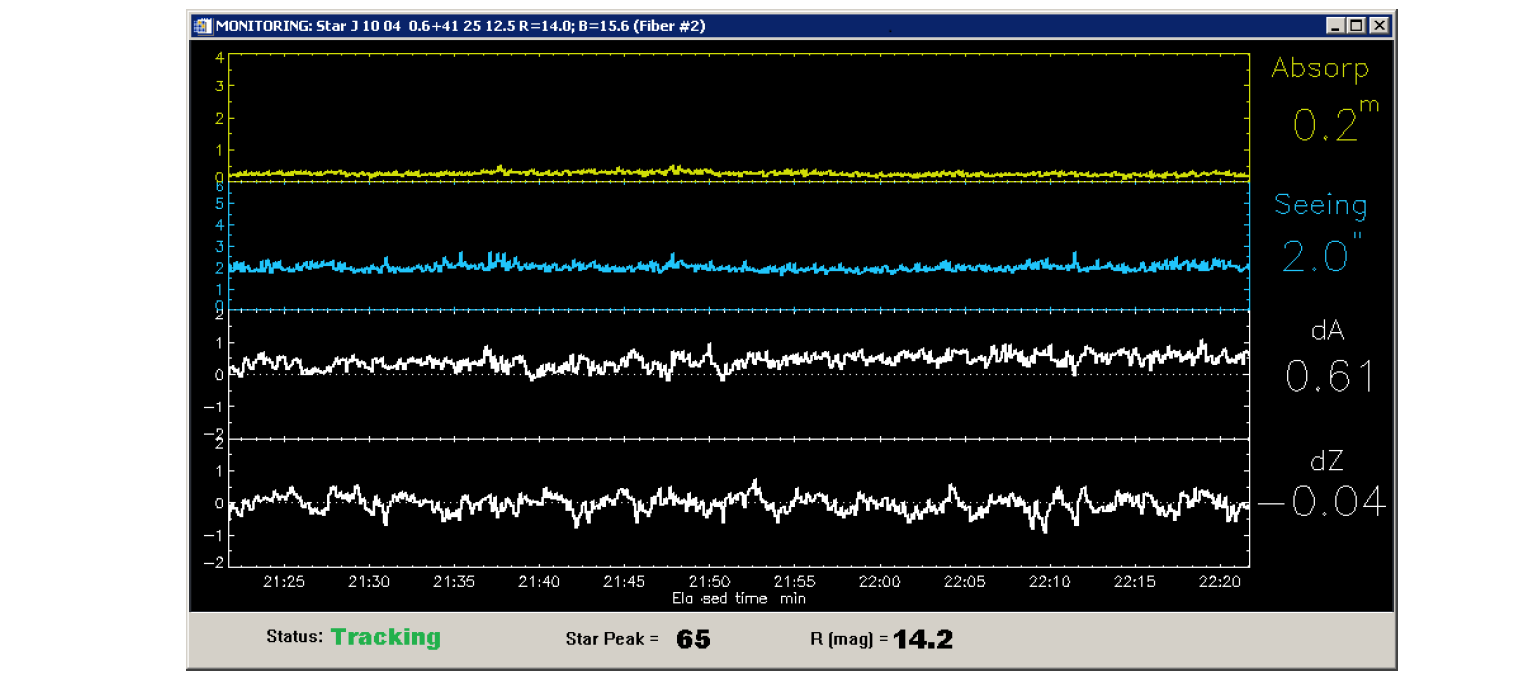 MONITORING: Star J 10 04 0.6+41 25 12.5 R=14.0; B=15.6 (Fiber #2)
4
3
2
1
0
Absorp
0.2m
6
5
4
3
2
1
0
Seeing
2.0"
2
1
0
−1
−2
dA
0.61
2
1
0
−1
−2
dZ
−0.04
21:25 21:30 21:35 21:40 21:45 21:50 21:55 22:00 22:05 22:10 22:15 22:20
time min
Status: Tracking Star Peak = 65 R (mag) = 14.2